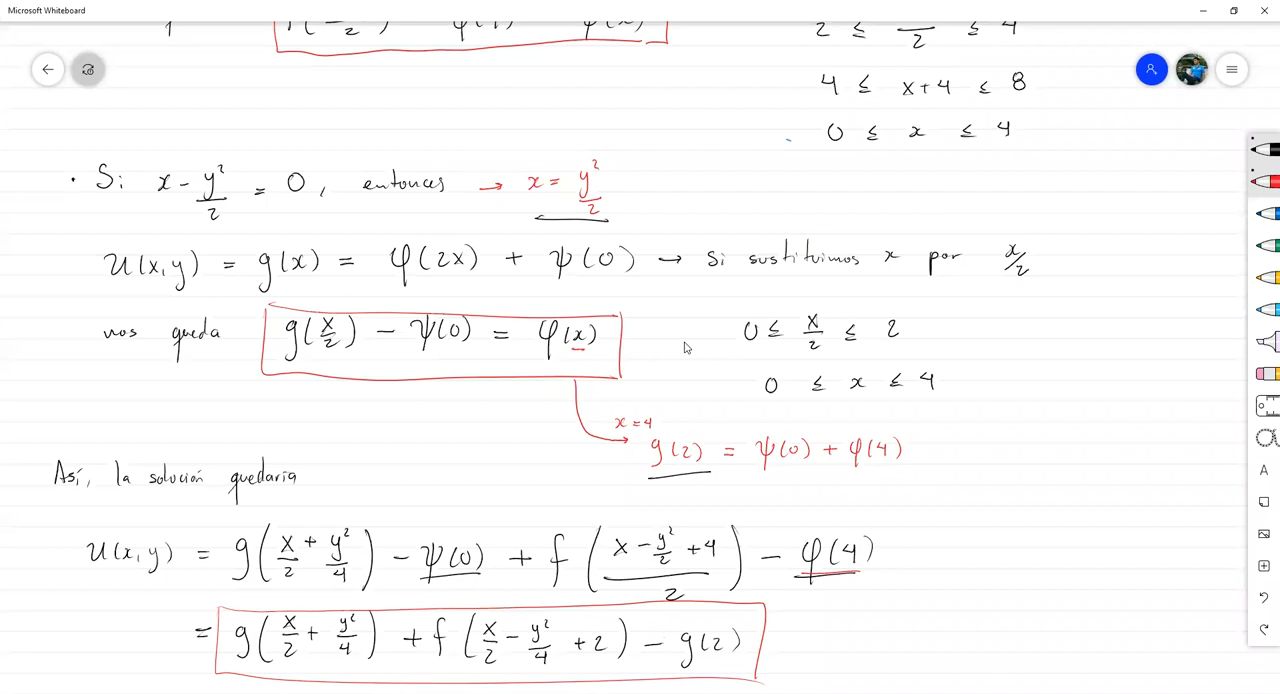 Microsoft Whiteboard
2 ≤ /2 ≤ 4
4 ≤ x+4 ≤ 8
0 ≤ x ≤ 4
• Si x - y²/2 = 0, entonces → x = y²/2
u(x,y) = g(x) = φ(2x) + ψ(0) → Si sustituimos x por x/2
nos queda g(x/2) - ψ(0) = φ(x) 0 ≤ x/2 ≤ 2
0 ≤ x ≤ 4
x=4
g(2) = ψ(0) + φ(4)
Así, la solución quedaria
u(x,y) = g(x/2 + y²/4) - ψ(0) + f((x - y²/2 + 4)/2) - φ(4)
= g(x/2 + y²/4) + f(x/2 - y²/4 + 2) - g(2)